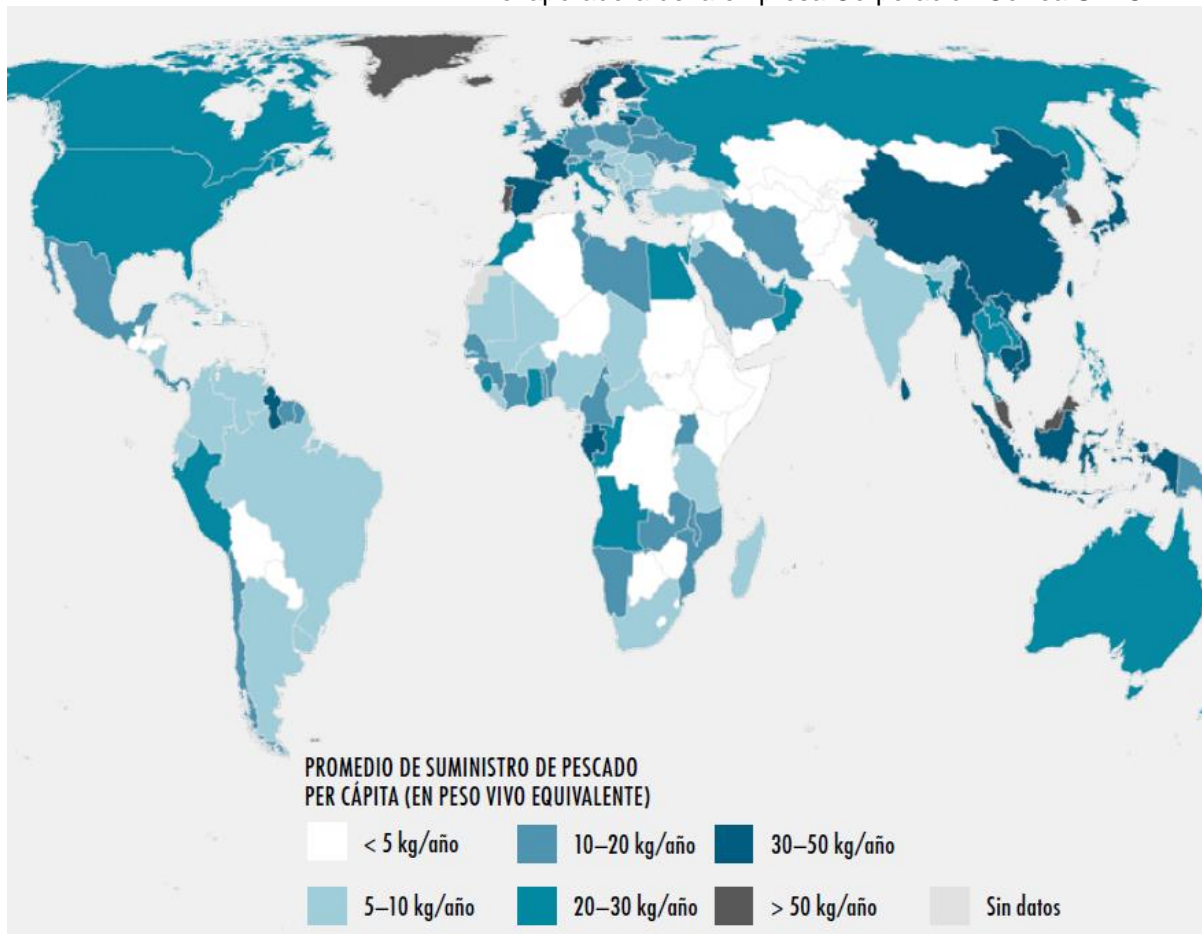 PROMEDIO DE SUMINISTRO DE PESCADO
PER CÁPITA (EN PESO VIVO EQUIVALENTE)
< 5 kg/año
10–20 kg/año
30–50 kg/año
5–10 kg/año
20–30 kg/año
> 50 kg/año
Sin datos